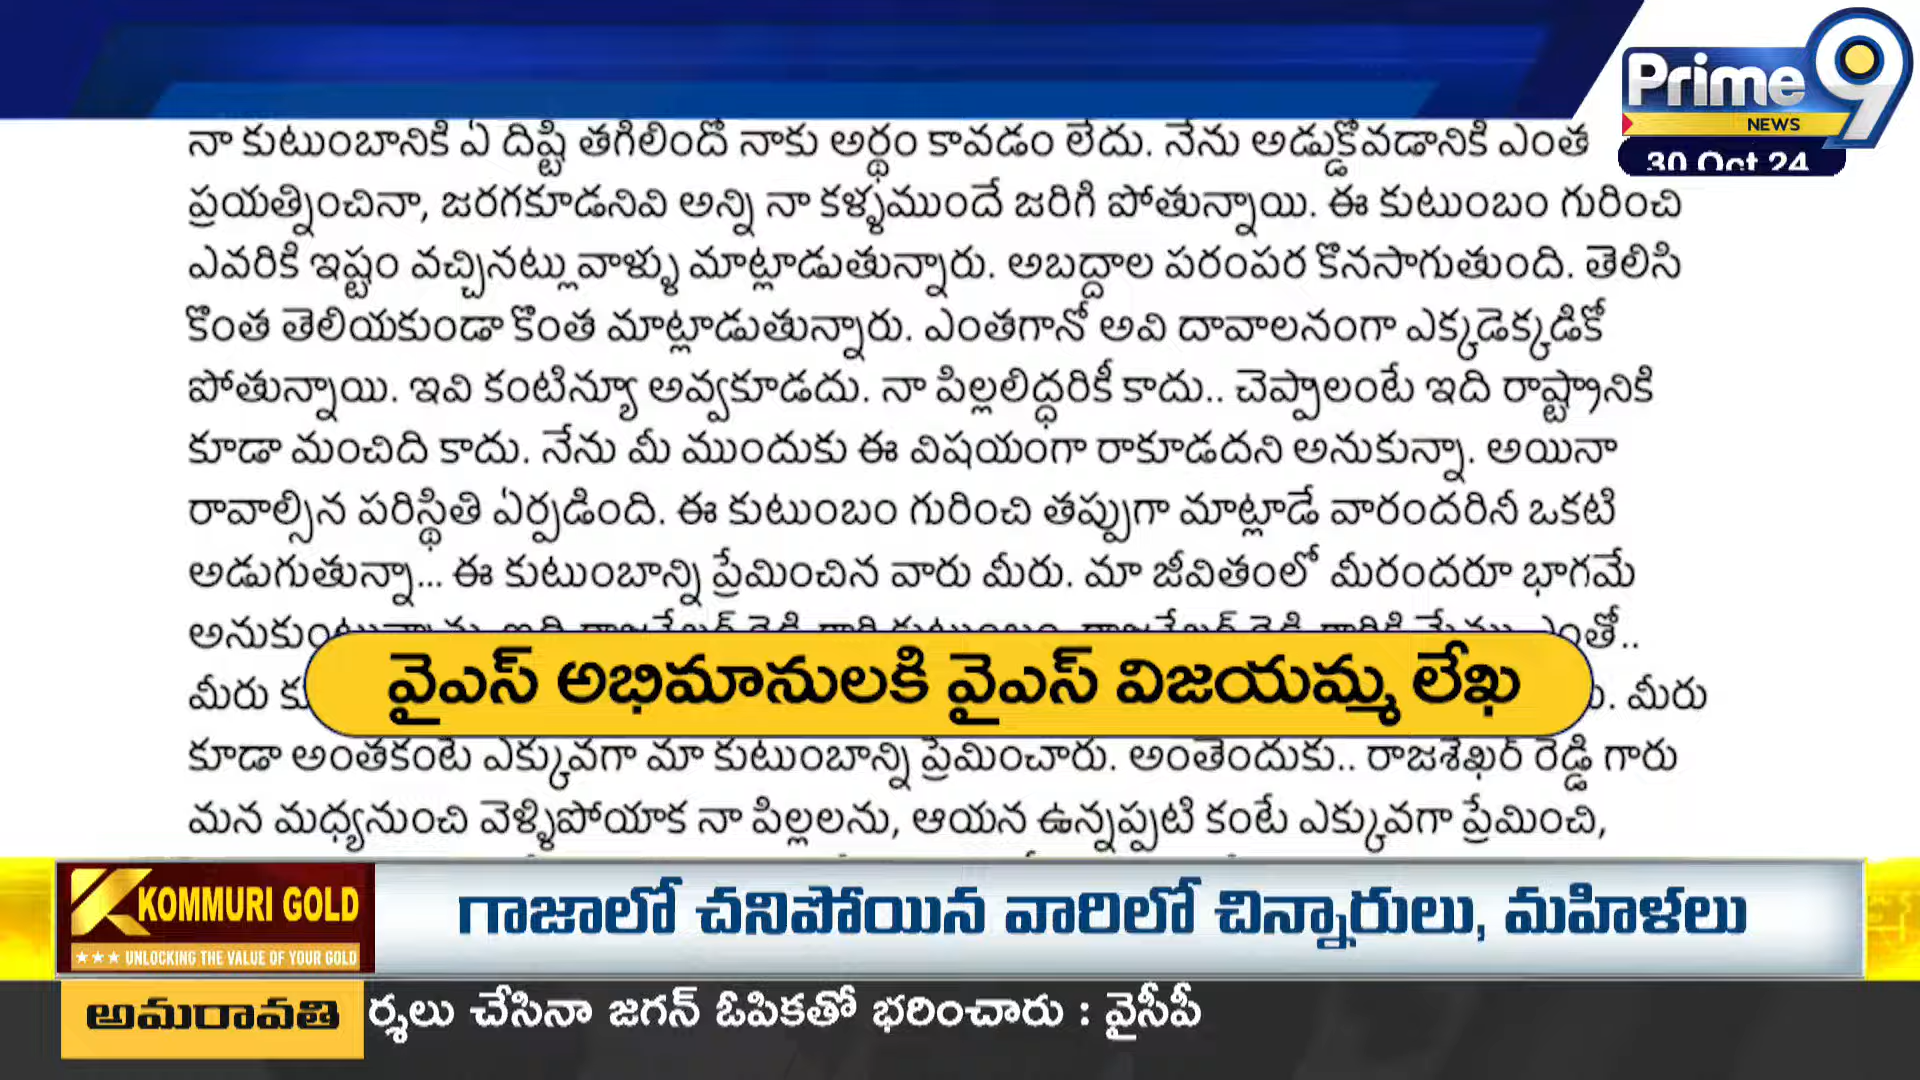 Prime9
NEWS
30 Oct 24
నా కుటుంబానికి ఏ దిష్టి తగిలిందో నాకు అర్థం కావడం లేదు. నేను అడ్డుకోవడానికి ఎంత
ప్రయత్నించినా, జరగకూడనివి అన్ని నా కళ్ళముందే జరిగి పోతున్నాయి. ఈ కుటుంబం గురించి
ఎవరికి ఇష్టం వచ్చినట్లు వాళ్ళు మాట్లాడుతున్నారు. అబద్దాల పరంపర కొనసాగుతుంది. తెలిసి
కొంత తెలియకుండా కొంత మాట్లాడుతున్నారు. ఎంతగానో అవి దావాలనంగా ఎక్కడెక్కడికో
పోతున్నాయి. ఇవి కంటిన్యూ అవ్వకూడదు. నా పిల్లలిద్ధరికీ కాదు.. చెప్పాలంటే ఇది రాష్ట్రానికి
కూడా మంచిది కాదు. నేను మీ ముందుకు ఈ విషయంగా రాకూడదని అనుకున్నా. అయినా
రావాల్సిన పరిస్థితి ఏర్పడింది. ఈ కుటుంబం గురించి తప్పుగా మాట్లాడే వారందరినీ ఒకటి
అడుగుతున్నా... ఈ కుటుంబాన్ని ప్రేమించిన వారు మీరు. మా జీవితంలో మీరందరూ భాగమే
ఎంతో..
మీరు
మీరు
వైఎస్ అభిమానులకి వైఎస్ విజయమ్మ లేఖ
కూడా అంతకంటే ఎక్కువగా మా కుటుంబాన్ని ప్రేమించారు. అంతెందుకు.. రాజశేఖర్ రెడ్డి గారు
మన మధ్యనుంచి వెళ్ళిపోయాక నా పిల్లలను, ఆయన ఉన్నప్పటి కంటే ఎక్కువగా ప్రేమించి,
KOMMURI GOLD
UNLOCKING THE VALUE OF YOUR GOLD
గాజాలో చనిపోయిన వారిలో చిన్నారులు, మహిళలు
అమరావతి
ర్శలు చేసినా జగన్ ఓపికతో భరించారు : వైసీపీ